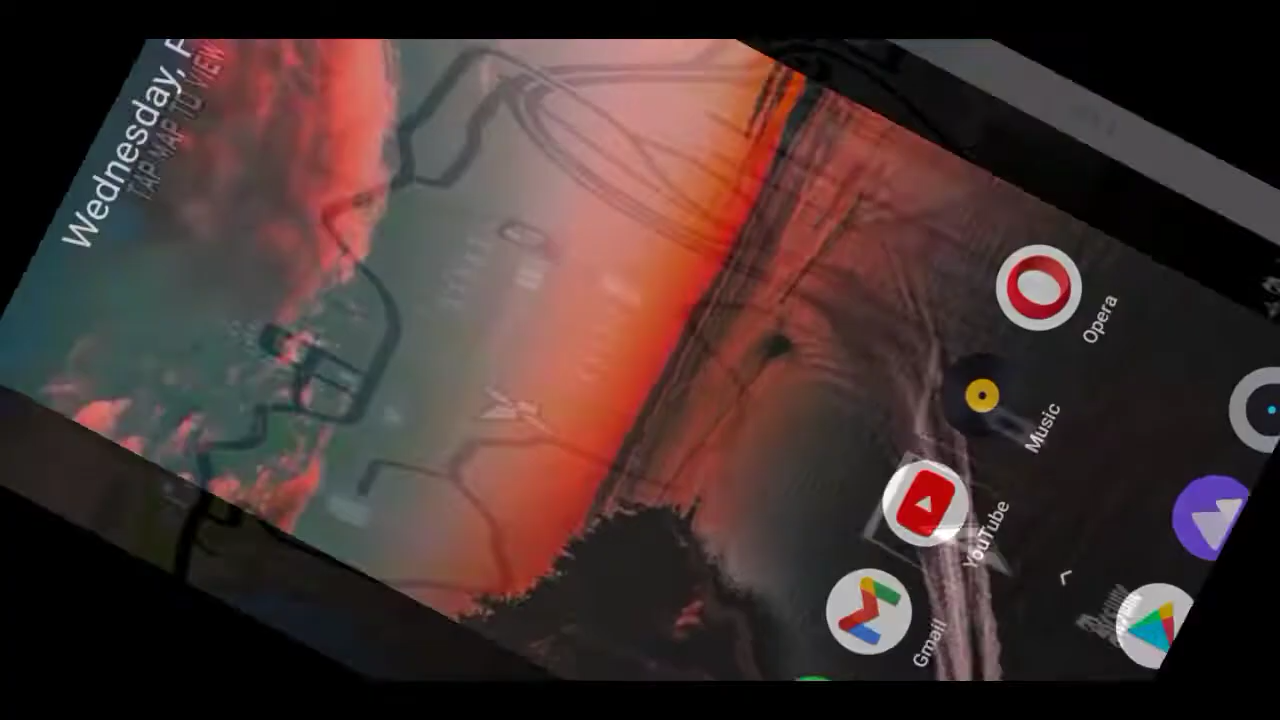 Wednesday, F
TAP MAP TO VIEW
Opera
Music
YouTube
Gmail